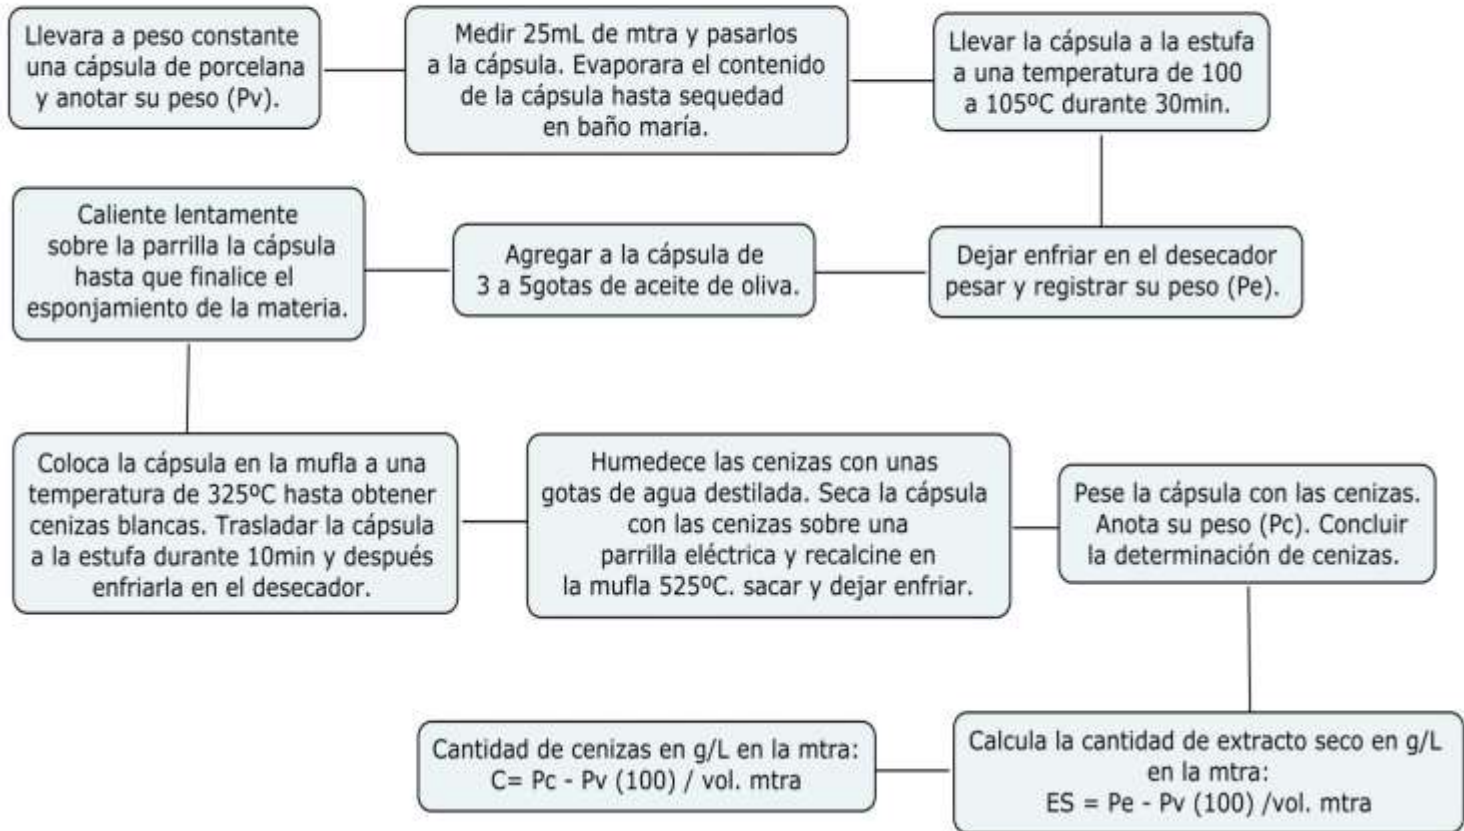 Llevara a peso constante
una cápsula de porcelana
y anotar su peso (Pv).
Medir 25mL de mtra y pasarlos
a la cápsula. Evaporara el contenido
de la cápsula hasta sequedad
en baño maría.
Llevar la cápsula a la estufa
a una temperatura de 100
a 105ºC durante 30min.
Dejar enfriar en el desecador
pesar y registrar su peso (Pe).
Agregar a la cápsula de
3 a 5gotas de aceite de oliva.
Caliente lentamente
sobre la parrilla la cápsula
hasta que finalice el
esponjamiento de la materia.
Coloca la cápsula en la mufla a una
temperatura de 325ºC hasta obtener
cenizas blancas. Trasladar la cápsula
a la estufa durante 10min y después
enfriarla en el desecador.
Humedece las cenizas con unas
gotas de agua destilada. Seca la cápsula
con las cenizas sobre una
parrilla eléctrica y recalcine en
la mufla 525ºC. sacar y dejar enfriar.
Pese la cápsula con las cenizas.
Anota su peso (Pc). Concluir
la determinación de cenizas.
Calcula la cantidad de extracto seco en g/L
en la mtra:
ES = Pe - Pv (100) /vol. mtra
Cantidad de cenizas en g/L en la mtra:
C= Pc - Pv (100) / vol. mtra